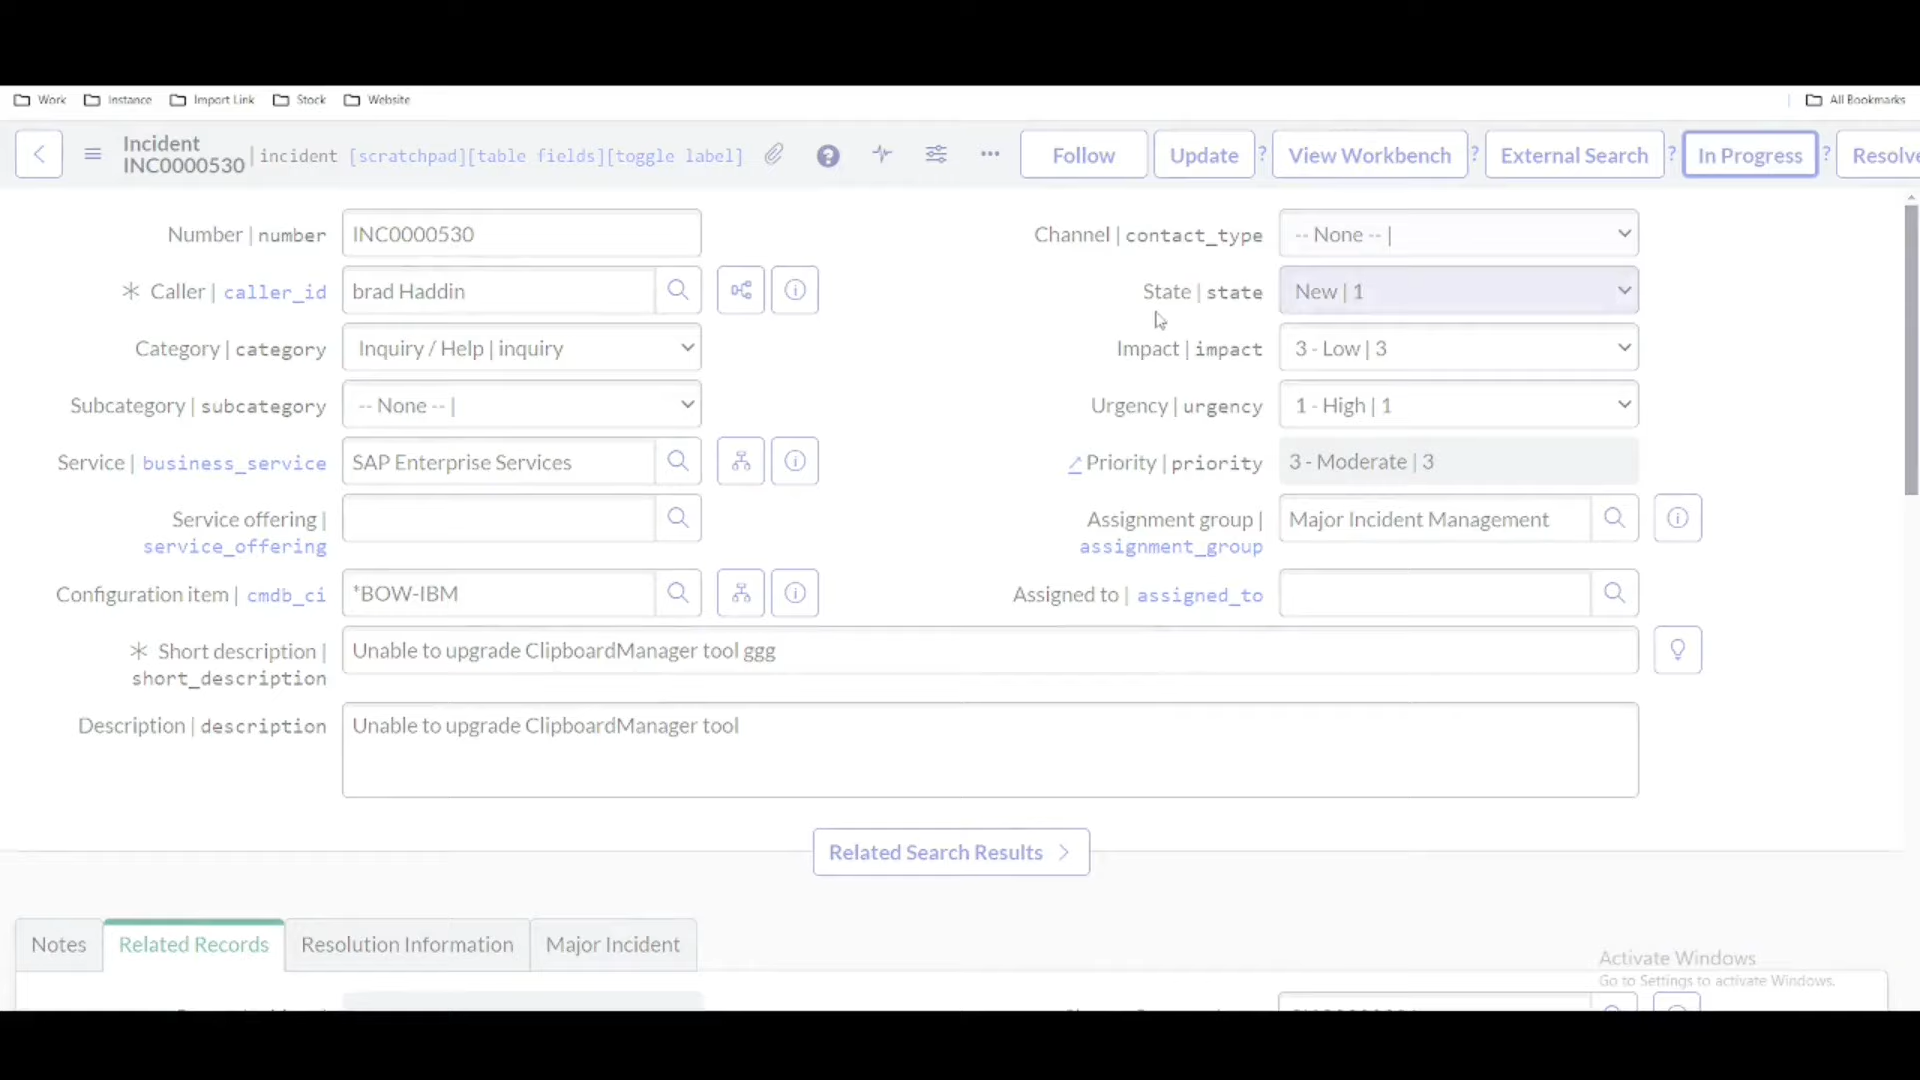 Work Instance Import Link Stock Website All Bookmarks
Incident
INC0000530 | incident [scratchpad][table fields][toggle label] Follow Update ? View Workbench ? External Search ? In Progress ? Resolve
Number | number INC0000530 Channel | contact_type -- None -- |
Caller | caller_id brad Haddin State | state New | 1
Category | category Inquiry / Help | inquiry Impact | impact 3 - Low | 3
Subcategory | subcategory -- None -- | Urgency | urgency 1 - High | 1
Service | business_service SAP Enterprise Services Priority | priority 3 - Moderate | 3
Service offering | Assignment group | Major Incident Management
service_offering assignment_group
Configuration item | cmdb_ci *BOW-IBM Assigned to | assigned_to
Short description | Unable to upgrade ClipboardManager tool ggg
short_description
Description | description Unable to upgrade ClipboardManager tool
Related Search Results
Notes Related Records Resolution Information Major Incident
Activate Windows
Go to Settings to activate Windows.